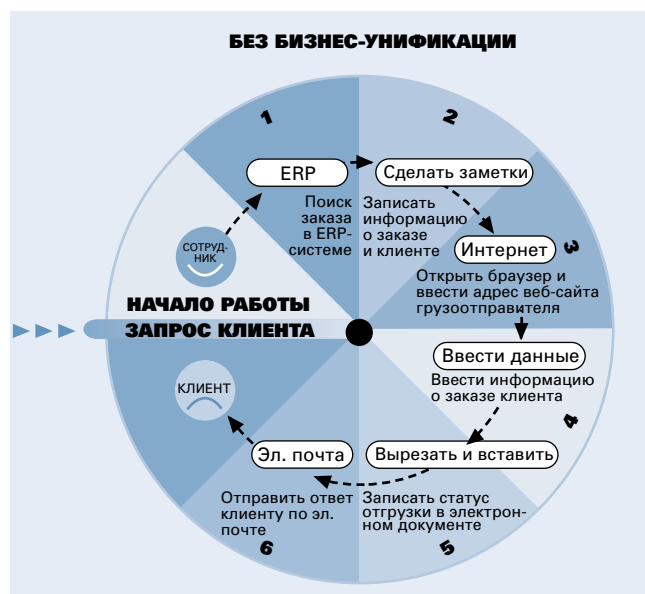 БЕЗ БИЗНЕС-УНИФИКАЦИИ
1
2
ERP
Сделать заметки
Поиск
заказа
в ERP-
системе
Записать
информацию
о заказе
и клиенте
СОТРУД-
НИК
3
Интернет
Открыть браузер и
ввести адрес веб-сайта
грузоотправителя
НАЧАЛО РАБОТЫ
ЗАПРОС КЛИЕНТА
Ввести данные
Ввести информацию
о заказе клиента
4
КЛИЕНТ
Эл. почта
Вырезать и вставить
Отправить ответ
клиенту по эл.
почте
Записать статус
отгрузки в электрон-
ном документе
6
5